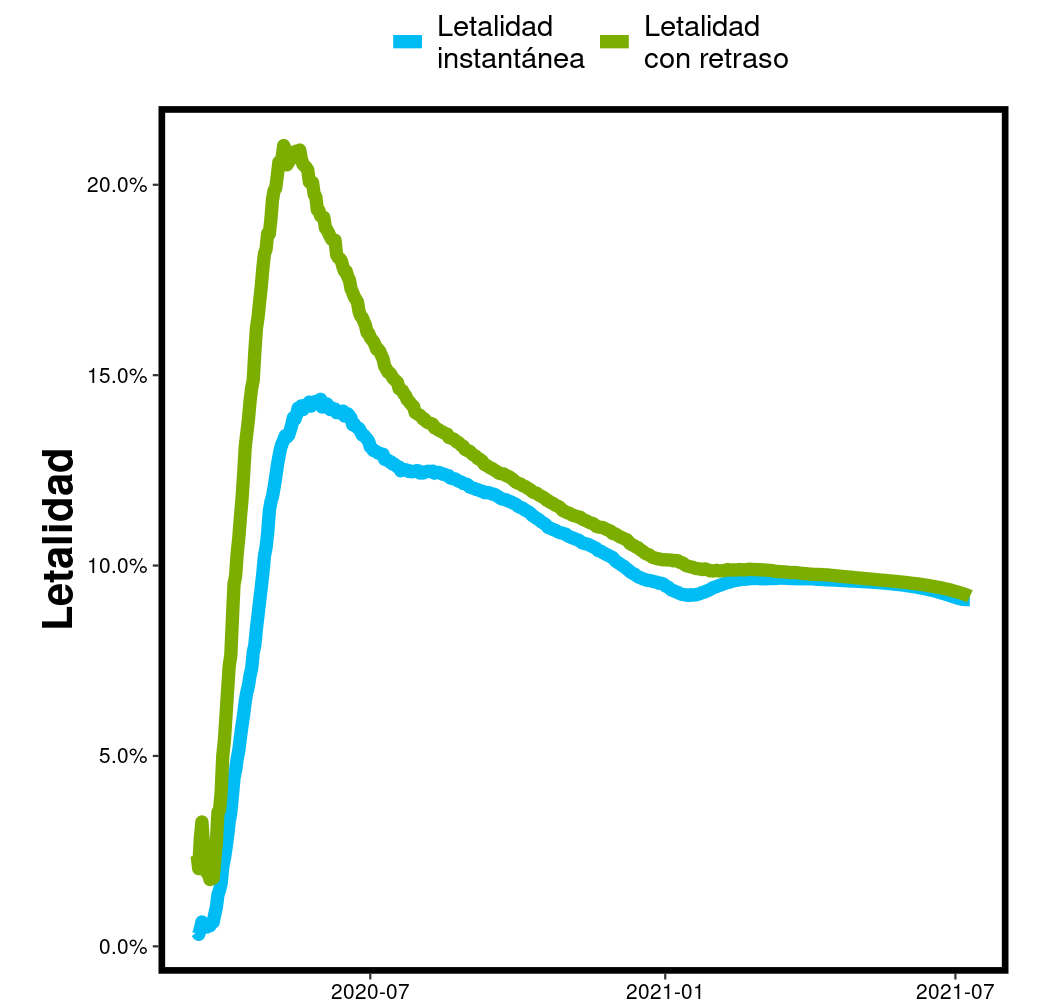 Letalidad
instantánea
Letalidad
con retraso
Letalidad
20.0%
15.0%
10.0%
5.0%
0.0%
2020-07
2021-01
2021-07